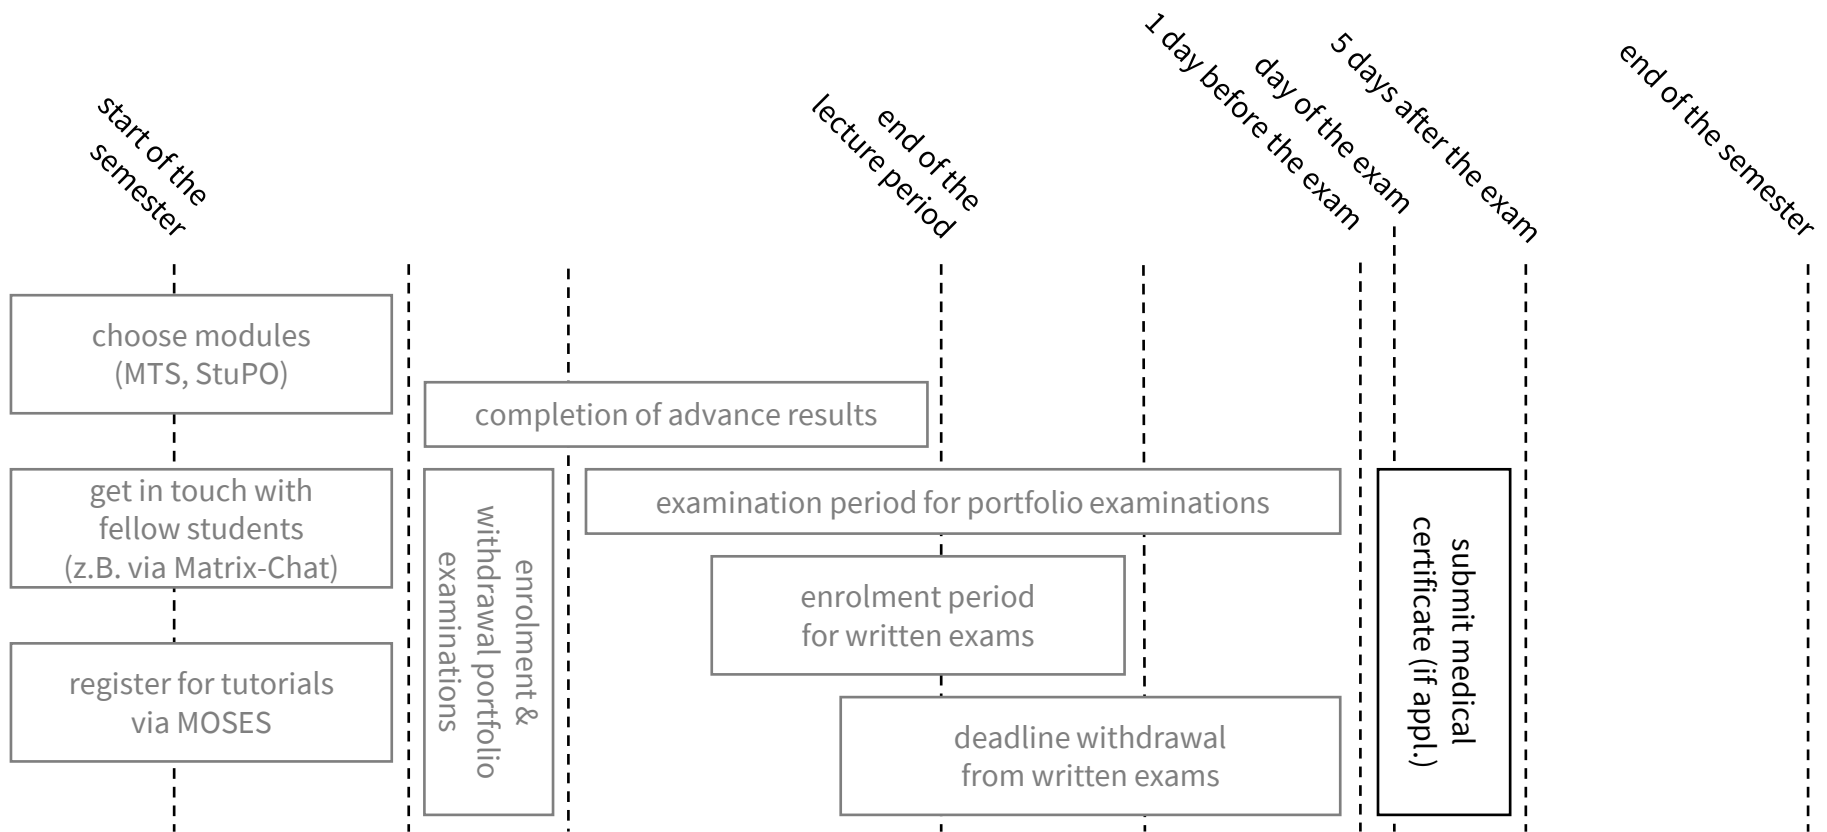 start of the
semester
end of the
lecture period
1 day before the exam
day of the exam
5 days after the exam
end of the semester
choose modules
(MTS, StuPO)
completion of advance results
get in touch with
fellow students
(z.B. via Matrix-Chat)
enrolment &
withdrawal portfolio
examinations
examination period for portfolio examinations
enrolment period
for written exams
submit medical
certificate (if appl.)
register for tutorials
via MOSES
deadline withdrawal
from written exams